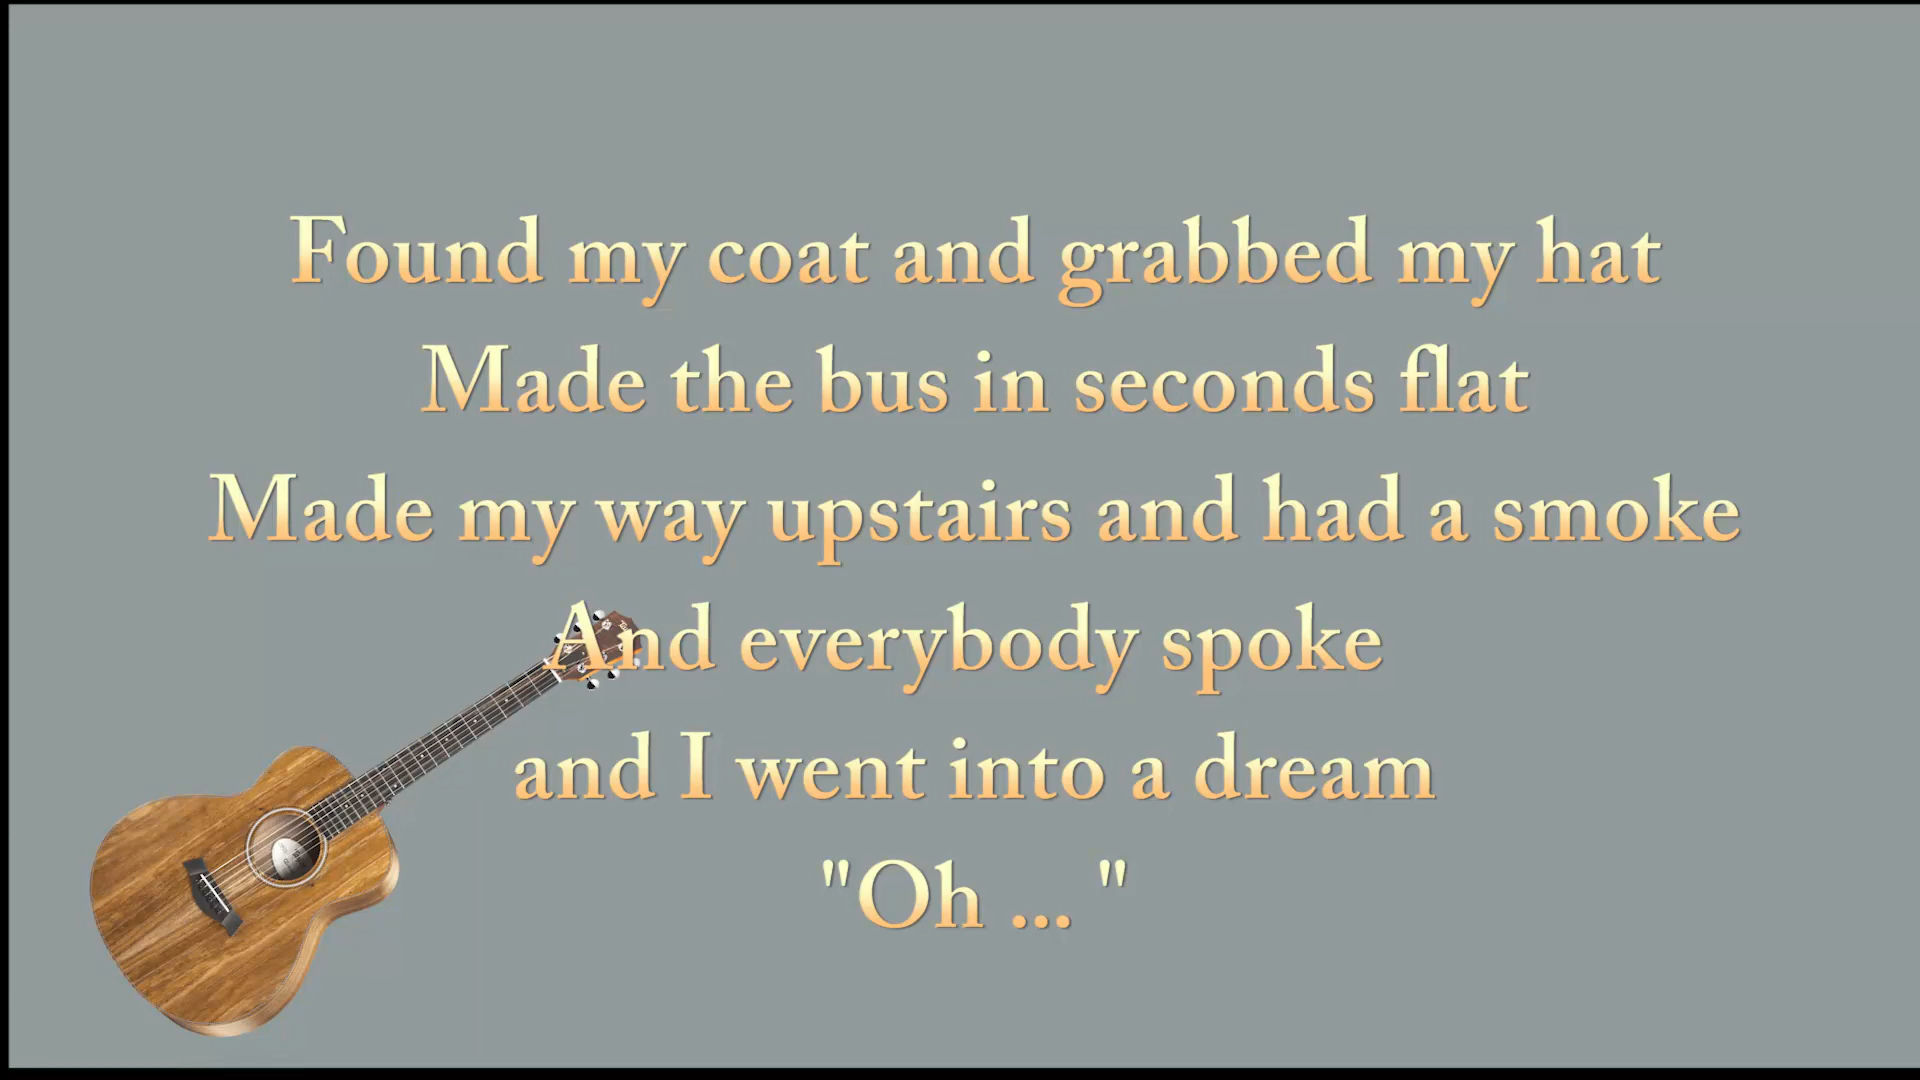 Found my coat and grabbed my hat
Made the bus in seconds flat
Made my way upstairs and had a smoke
And everybody spoke
and I went into a dream
"Oh ... "